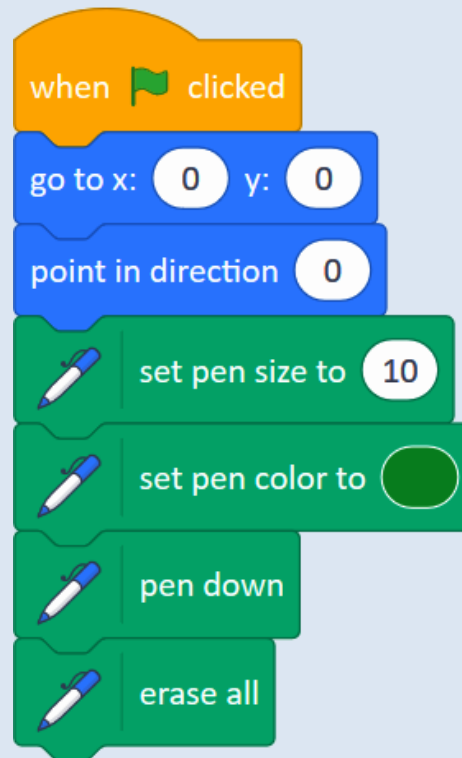 when clicked
go to x: 0 y: 0
point in direction 0
set pen size to 10
set pen color to
pen down
erase all